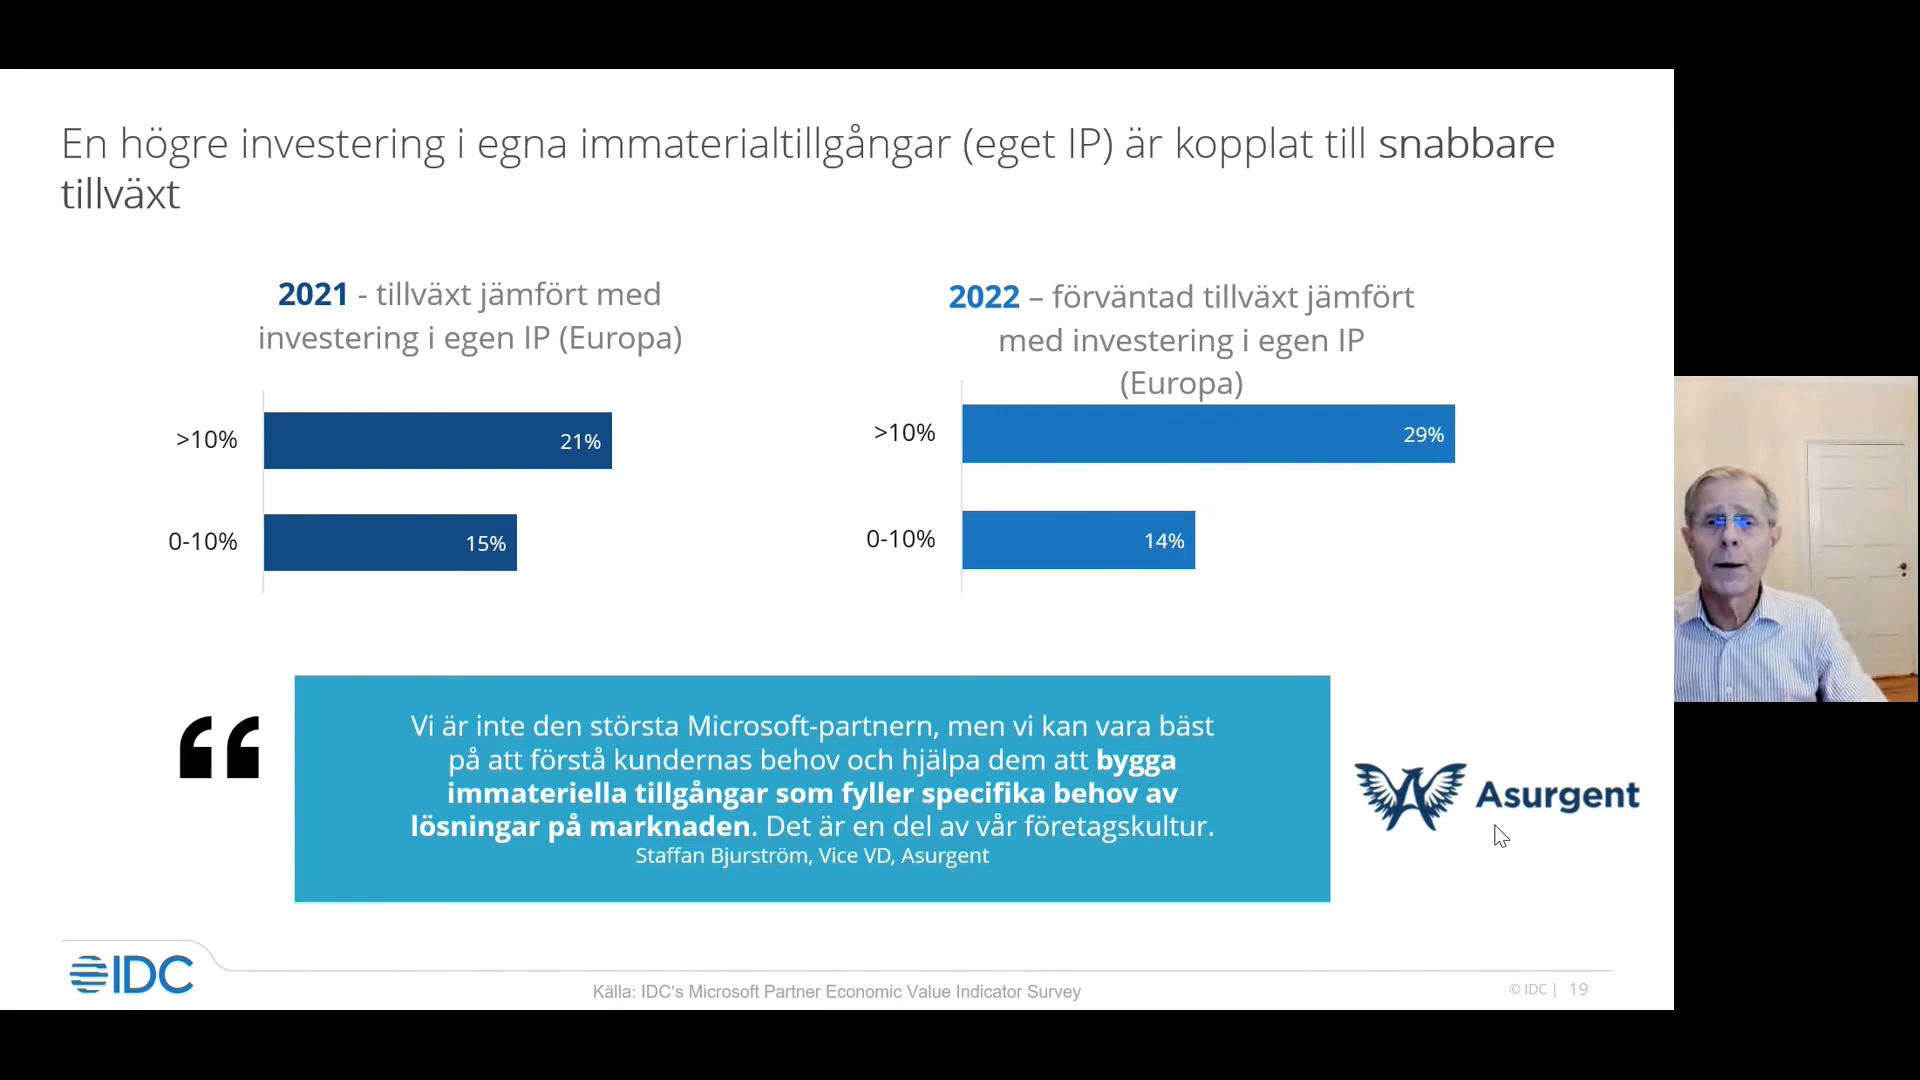 En högre investering i egna immaterialtillgångar (eget IP) är kopplat till snabbare
tillväxt
2021 - tillväxt jämfört med
investering i egen IP (Europa)
>10%
21%
0-10%
15%
2022 – förväntad tillväxt jämfört
med investering i egen IP
(Europa)
>10%
29%
0-10%
14%
Vi är inte den största Microsoft-partnern, men vi kan vara bäst
på att förstå kundernas behov och hjälpa dem att bygga
immateriella tillgångar som fyller specifika behov av
lösningar på marknaden. Det är en del av vår företagskultur.
Staffan Bjurström, Vice VD, Asurgent
Asurgent
IDC
Källa: IDC's Microsoft Partner Economic Value Indicator Survey
© IDC | 19